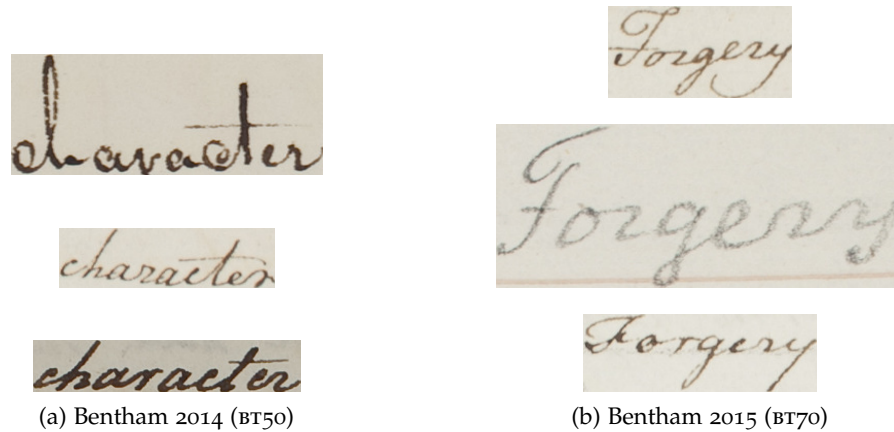 character
character
character
(a) Bentham 2014 (BT50)
Forgery
Forgery
Forgery
(b) Bentham 2015 (BT70)